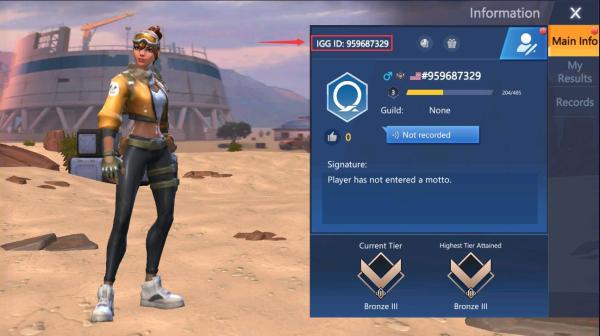 Information
X
IGG ID: 959687329
Main Info
My
Results
Records
#959687329
3
204/485
Guild: None
0
Not recorded
Signature:
Player has not entered a motto.
Current Tier
Highest Tier Attained
Bronze III
Bronze III